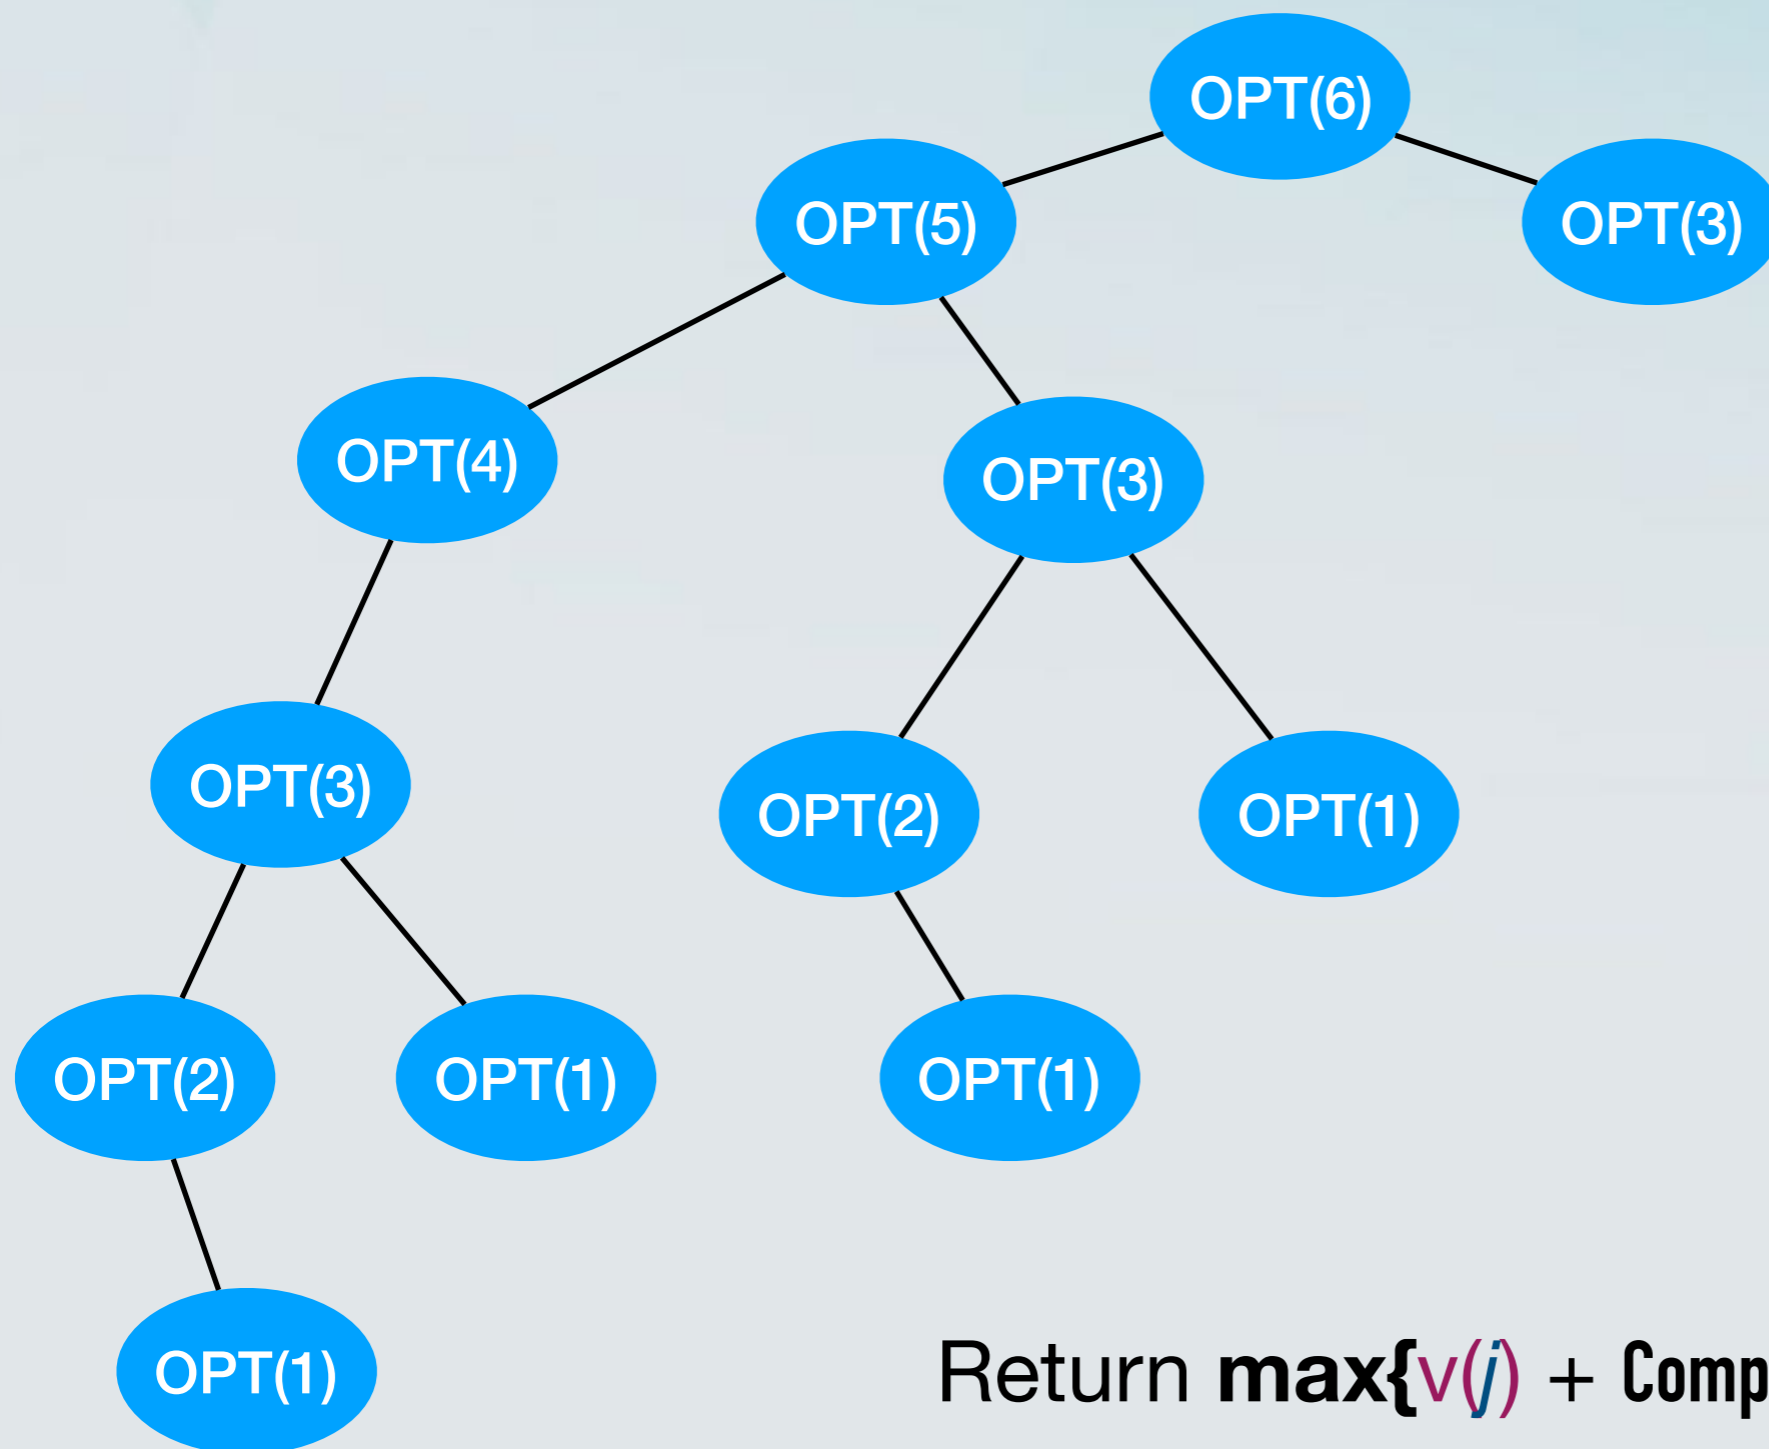 OPT(6)
OPT(5)
OPT(3)
OPT(4)
OPT(3)
OPT(3)
OPT(2)
OPT(1)
OPT(2)
OPT(1)
OPT(1)
OPT(1)
Return max{v(j) + Comp